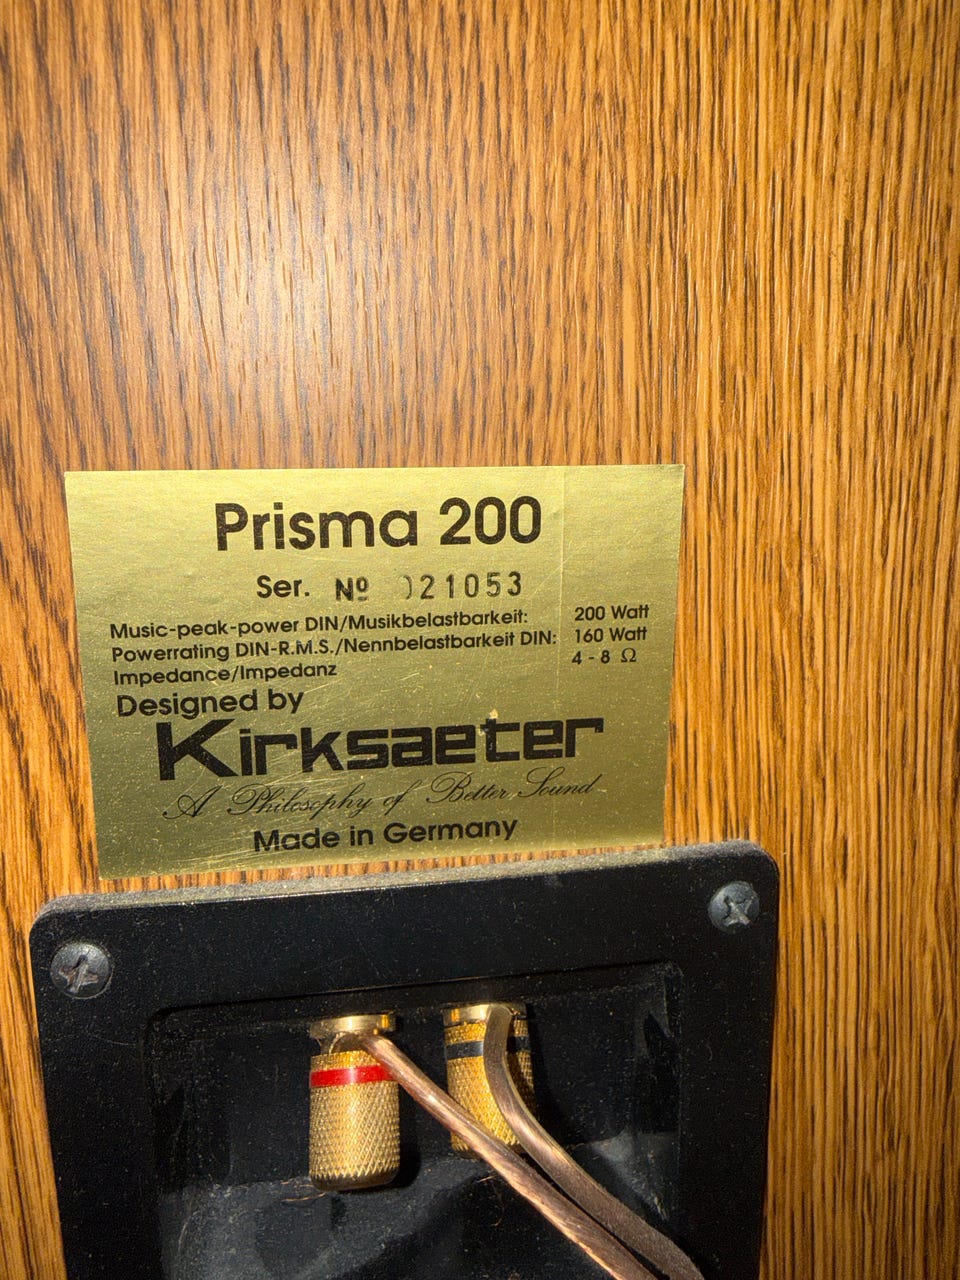 Prisma 200
Ser. Nº 021053
Music-peak-power DIN/Musikbelastbarkeit: 200 Watt
Powerrating DIN-R.M.S./Nennbelastbarkeit DIN: 160 Watt
Impedance/Impedanz 4 - 8 Ω
Designed by
Kirksaeter
A Philosophy of Better Sound
Made in Germany